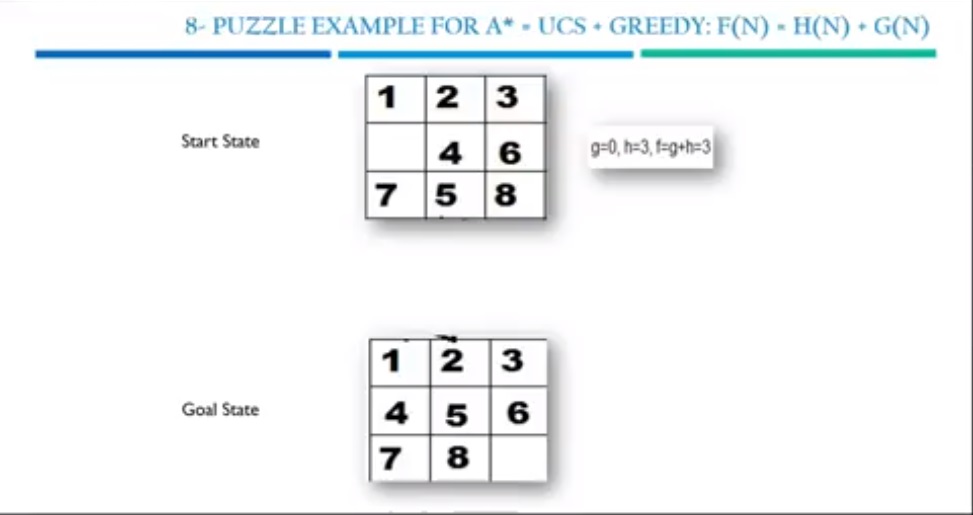 8- PUZZLE EXAMPLE FOR A* = UCS + GREEDY: F(N) = H(N) + G(N)
1 2 3
Start State
g=0, h=3, f=g+h=3
4 6
7 5 8
1 2 3
Goal State
4 5 6
7 8